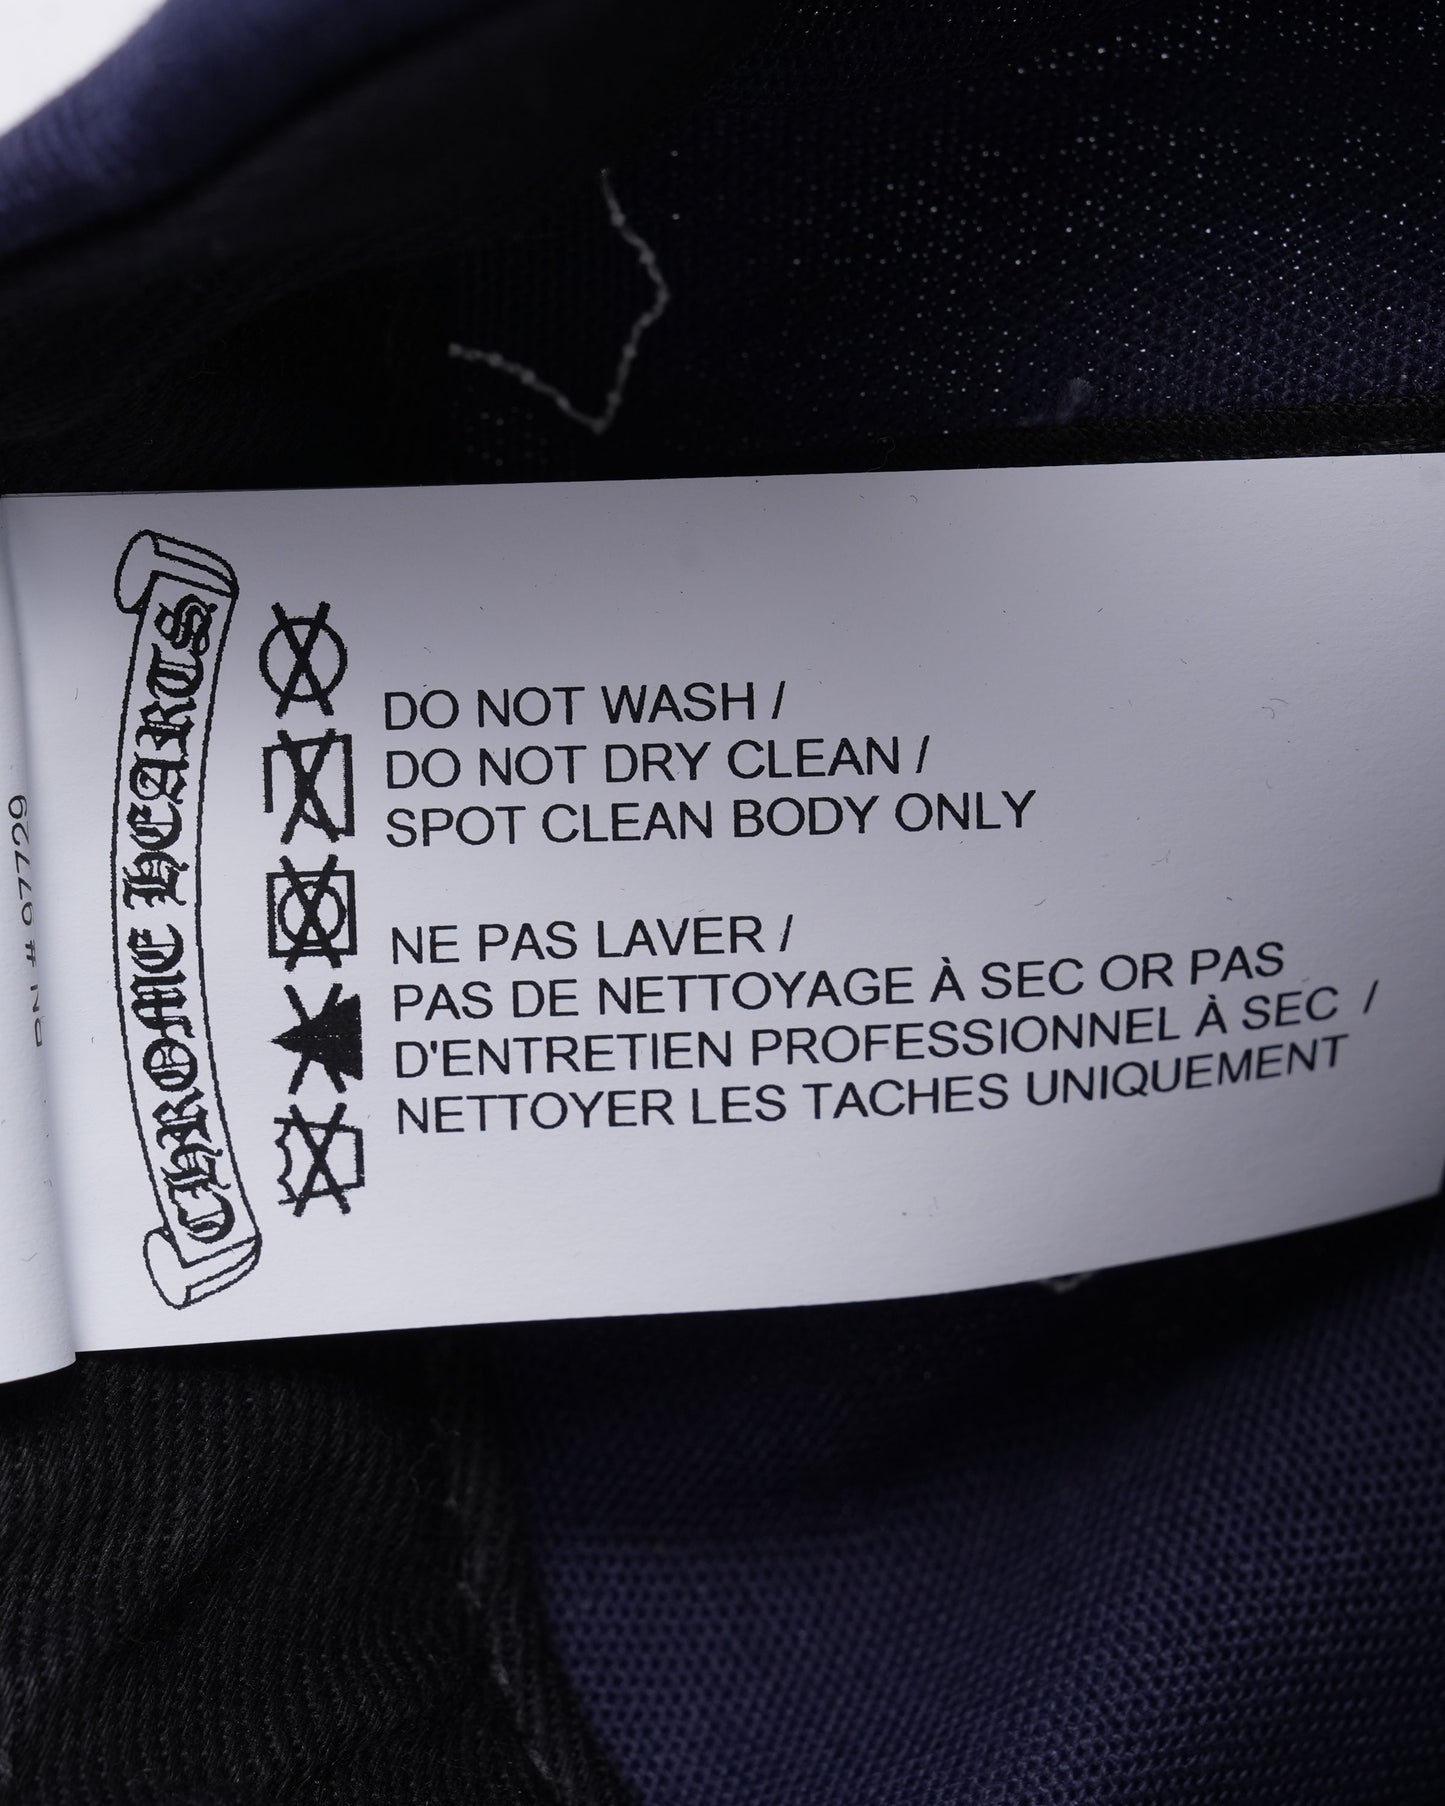 CHROME HEARTS
DO NOT WASH /
DO NOT DRY CLEAN /
SPOT CLEAN BODY ONLY
NE PAS LAVER /
PAS DE NETTOYAGE À SEC OR PAS
D'ENTRETIEN PROFESSIONNEL À SEC /
NETTOYER LES TACHES UNIQUEMENT
RN # 97729